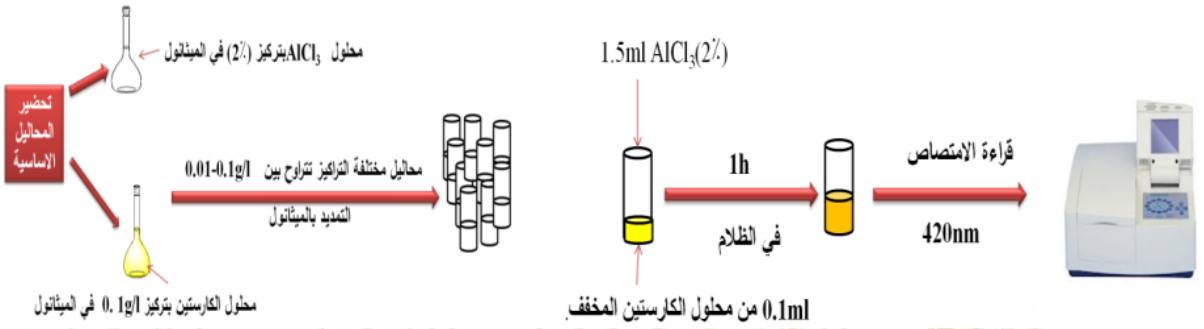 محلول AlCl₃بتركيز (2٪) في الميثانول
تحضير
المحاليل
الاساسية
محاليل مختلفة التراكيز تتراوح بين 0.01-0.1g/l
التمديد بالميثانول
محلول الكارستين بتركيز 0. 1g/l في الميثانول
1.5ml AlCl₃(2٪)
1h
في الظلام
0.1ml من محلول الكارستين المخفف.
قراءة الامتصاص
420nm